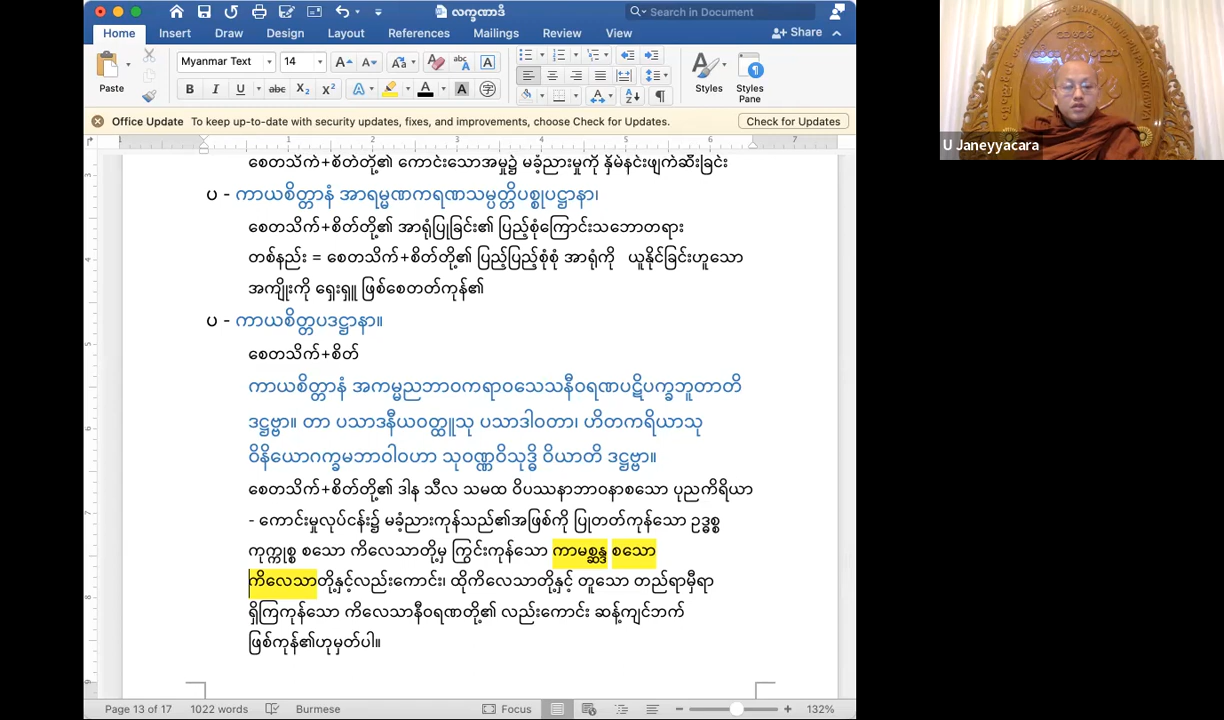 လက္ခဏာဒိ
Search in Document
Home Insert Draw Design Layout References Mailings Review View Share
Paste Myanmar Text 14 Styles Styles Pane
Office Update To keep up-to-date with security updates, fixes, and improvements, choose Check for Updates. Check for Updates
စေတသိက်+စိတ်တို့၏ ကောင်းသောအမှု၌ မခံ့ညားမှုကို နှိမ်နင်းဖျက်ဆီးခြင်း
ပ - ကာယစိတ္တာနံ အာရမ္မဏကရဏသမ္ပတ္တိပစ္စုပဋ္ဌာနာ၊
စေတသိက်+စိတ်တို့၏ အာရုံပြုခြင်း၏ ပြည့်စုံကြောင်းသဘောတရား
တစ်နည်း = စေတသိက်+စိတ်တို့၏ ပြည့်ပြည့်စုံစုံ အာရုံကို ယူနိုင်ခြင်းဟူသော
အကျိုးကို ရှေးရှူ ဖြစ်စေတတ်ကုန်၏
ပ - ကာယစိတ္တပဒဋ္ဌာနာ။
စေတသိက်+စိတ်
ကာယစိတ္တာနံ အကမ္မညဘာဝကရာဝသေသနီဝရဏပဋိပက္ခဘူတာတိ
ဒဋ္ဌဗ္ဗာ။ တာ ပသာဒနီယဝတ္ထူသု ပသာဒါဝတာ၊ ဟိတကရိယာသု
ဝိနိယောဂက္ခမဘာဝါဝဟာ သုဝဏ္ဏဝိသုဒ္ဓိ ဝိယာတိ ဒဋ္ဌဗ္ဗာ။
စေတသိက်+စိတ်တို့၏ ဒါန သီလ သမထ ဝိပဿနာဘာဝနာစသော ပုညကိရိယာ
- ကောင်းမှုလုပ်ငန်း၌ မခံ့ညားကုန်သည်၏အဖြစ်ကို ပြုတတ်ကုန်သော ဥဒ္ဓစ္စ
ကုက္ကုစ္စ စသော ကိလေသာတို့မှ ကြွင်းကုန်သော ကာမစ္ဆန္ဒ စသော
ကိလေသာတို့နှင့်လည်းကောင်း၊ ထိုကိလေသာတို့နှင့် တူသော တည်ရာမှီရာ
ရှိကြကုန်သော ကိလေသာနီဝရဏတို့၏ လည်းကောင်း ဆန့်ကျင်ဘက်
ဖြစ်ကုန်၏ဟုမှတ်ပါ။
Page 13 of 17 1022 words Burmese Focus 132%
U Janeyyacara